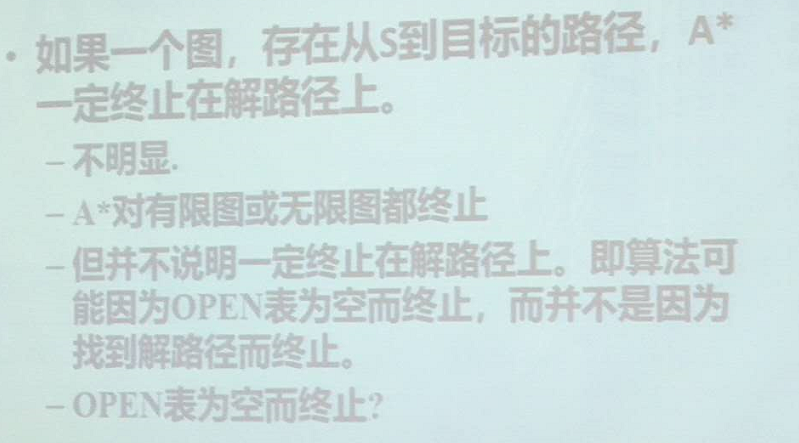 • 如果一个图，存在从S到目标的路径，A*
一定终止在解路径上。
– 不明显.
– A*对有限图或无限图都终止
– 但并不说明一定终止在解路径上。即算法可
能因为OPEN表为空而终止，而并不是因为
找到解路径而终止。
– OPEN表为空而终止?